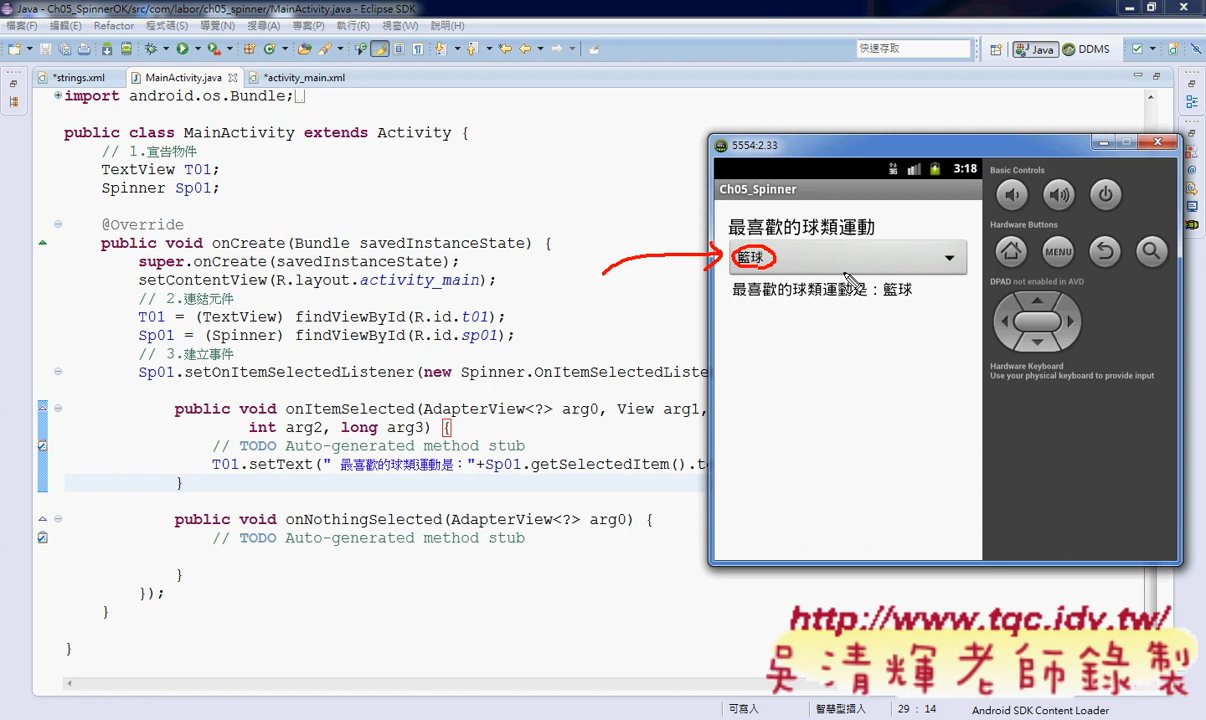 Java - Ch05_SpinnerOK/src/com/labor/ch05_spinner/MainActivity.java - Eclipse SDK
檔案(F) 編輯(E) Refactor 程式碼(S) 導覽(N) 搜尋(A) 專案(P) 執行(R) 視窗(W) 說明(H)
快速存取 Java DDMS
*strings.xml MainActivity.java *activity_main.xml
import android.os.Bundle;
public class MainActivity extends Activity {
// 1.宣告物件
TextView T01;
Spinner Sp01;
@Override
public void onCreate(Bundle savedInstanceState) {
super.onCreate(savedInstanceState);
setContentView(R.layout.activity_main);
// 2.連結元件
T01 = (TextView) findViewById(R.id.t01);
Sp01 = (Spinner) findViewById(R.id.sp01);
// 3.建立事件
Sp01.setOnItemSelectedListener(new Spinner.OnItemSelectedListe
public void onItemSelected(AdapterView<?> arg0, View arg1,
int arg2, long arg3) {
// TODO Auto-generated method stub
T01.setText(" 最喜歡的球類運動是："+Sp01.getSelectedItem().t
}
public void onNothingSelected(AdapterView<?> arg0) {
// TODO Auto-generated method stub
}
});
}
}
5554:2.33
3:18
Ch05_Spinner
最喜歡的球類運動
籃球
最喜歡的球類運動是：籃球
Basic Controls
Hardware Buttons
MENU
DPAD not enabled in AVD
Hardware Keyboard
Use your physical keyboard to provide input
http://www.tqc.idv.tw/
吳清輝老師錄製
可寫入 智慧型插入 29 : 14 Android SDK Content Loader